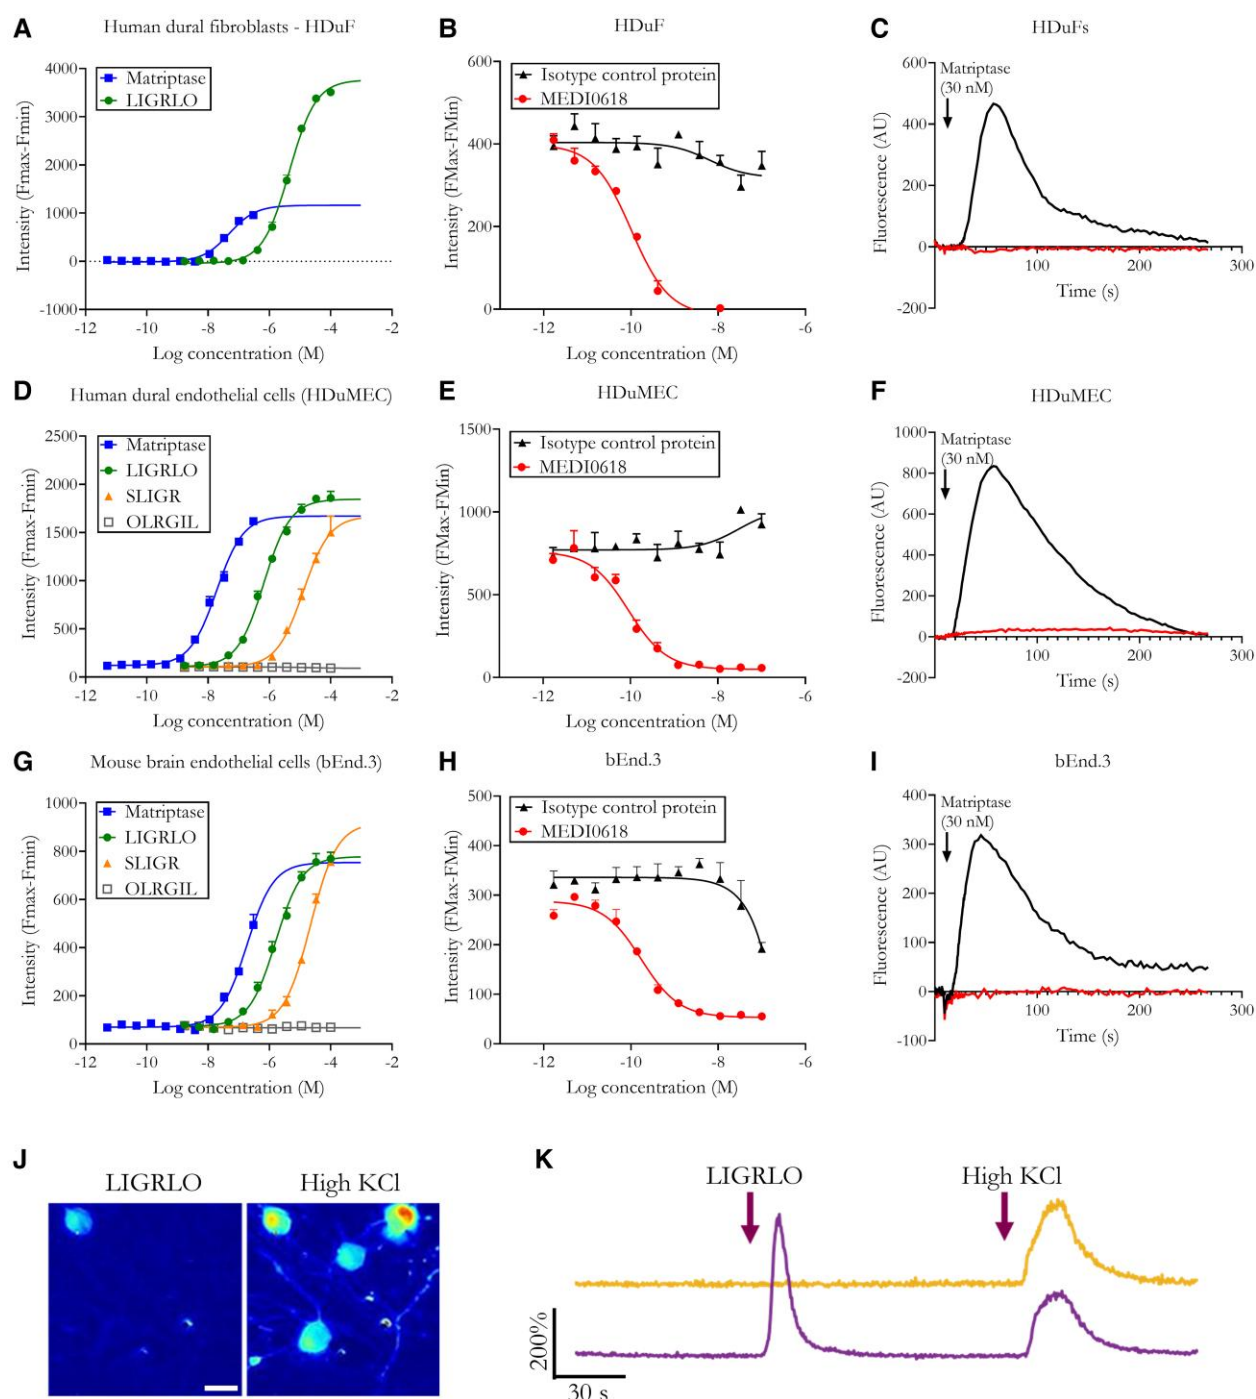 A
Human dural fibroblasts - HDuF
Intensity (Fmax-Fmin)
4000
3000
2000
1000
0
-1000
Matriptase
LIGRLO
-12
-10
-8
-6
-4
-2
Log concentration (M)
B
HDuF
Intensity (FMax-FMin)
600
400
200
0
Isotype control protein
MEDI0618
-12
-10
-8
-6
Log concentration (M)
C
HDuFs
Fluorescence (AU)
600
400
200
0
-200
Matriptase
(30 nM)
100
200
300
Time (s)
D
Human dural endothelial cells (HDuMEC)
Intensity (Fmax-Fmin)
2500
2000
1500
1000
500
0
Matriptase
LIGRLO
SLIGR
OLRGIL
-12
-10
-8
-6
-4
-2
Log concentration (M)
E
HDuMEC
Intensity (FMax-FMin)
1500
1000
500
0
Isotype control protein
MEDI0618
-12
-10
-8
-6
Log concentration (M)
F
HDuMEC
Fluorescence (AU)
1000
800
600
400
200
0
-200
Matriptase
(30 nM)
100
200
300
Time (s)
G
Mouse brain endothelial cells (bEnd.3)
Intensity (Fmax-Fmin)
1000
800
600
400
200
0
Matriptase
LIGRLO
SLIGR
OLRGIL
-12
-10
-8
-6
-4
-2
Log concentration (M)
H
bEnd.3
Intensity (FMax-FMin)
500
400
300
200
100
0
Isotype control protein
MEDI0618
-12
-10
-8
-6
Log concentration (M)
I
bEnd.3
Fluorescence (AU)
400
300
200
100
0
-100
Matriptase
(30 nM)
100
200
300
Time (s)
J
LIGRLO
High KCl
K
LIGRLO
High KCl
200%
30 s